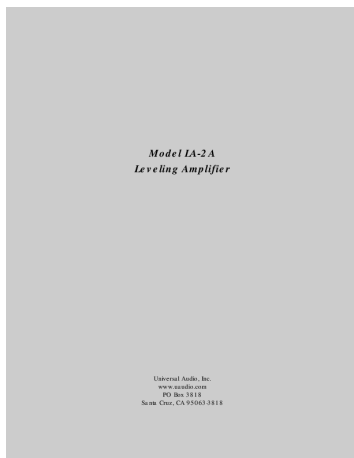 Model LA-2A
Leveling Amplifier
Universal Audio, Inc.
www.uaudio.com
PO Box 3818
Santa Cruz, CA 95063-3818